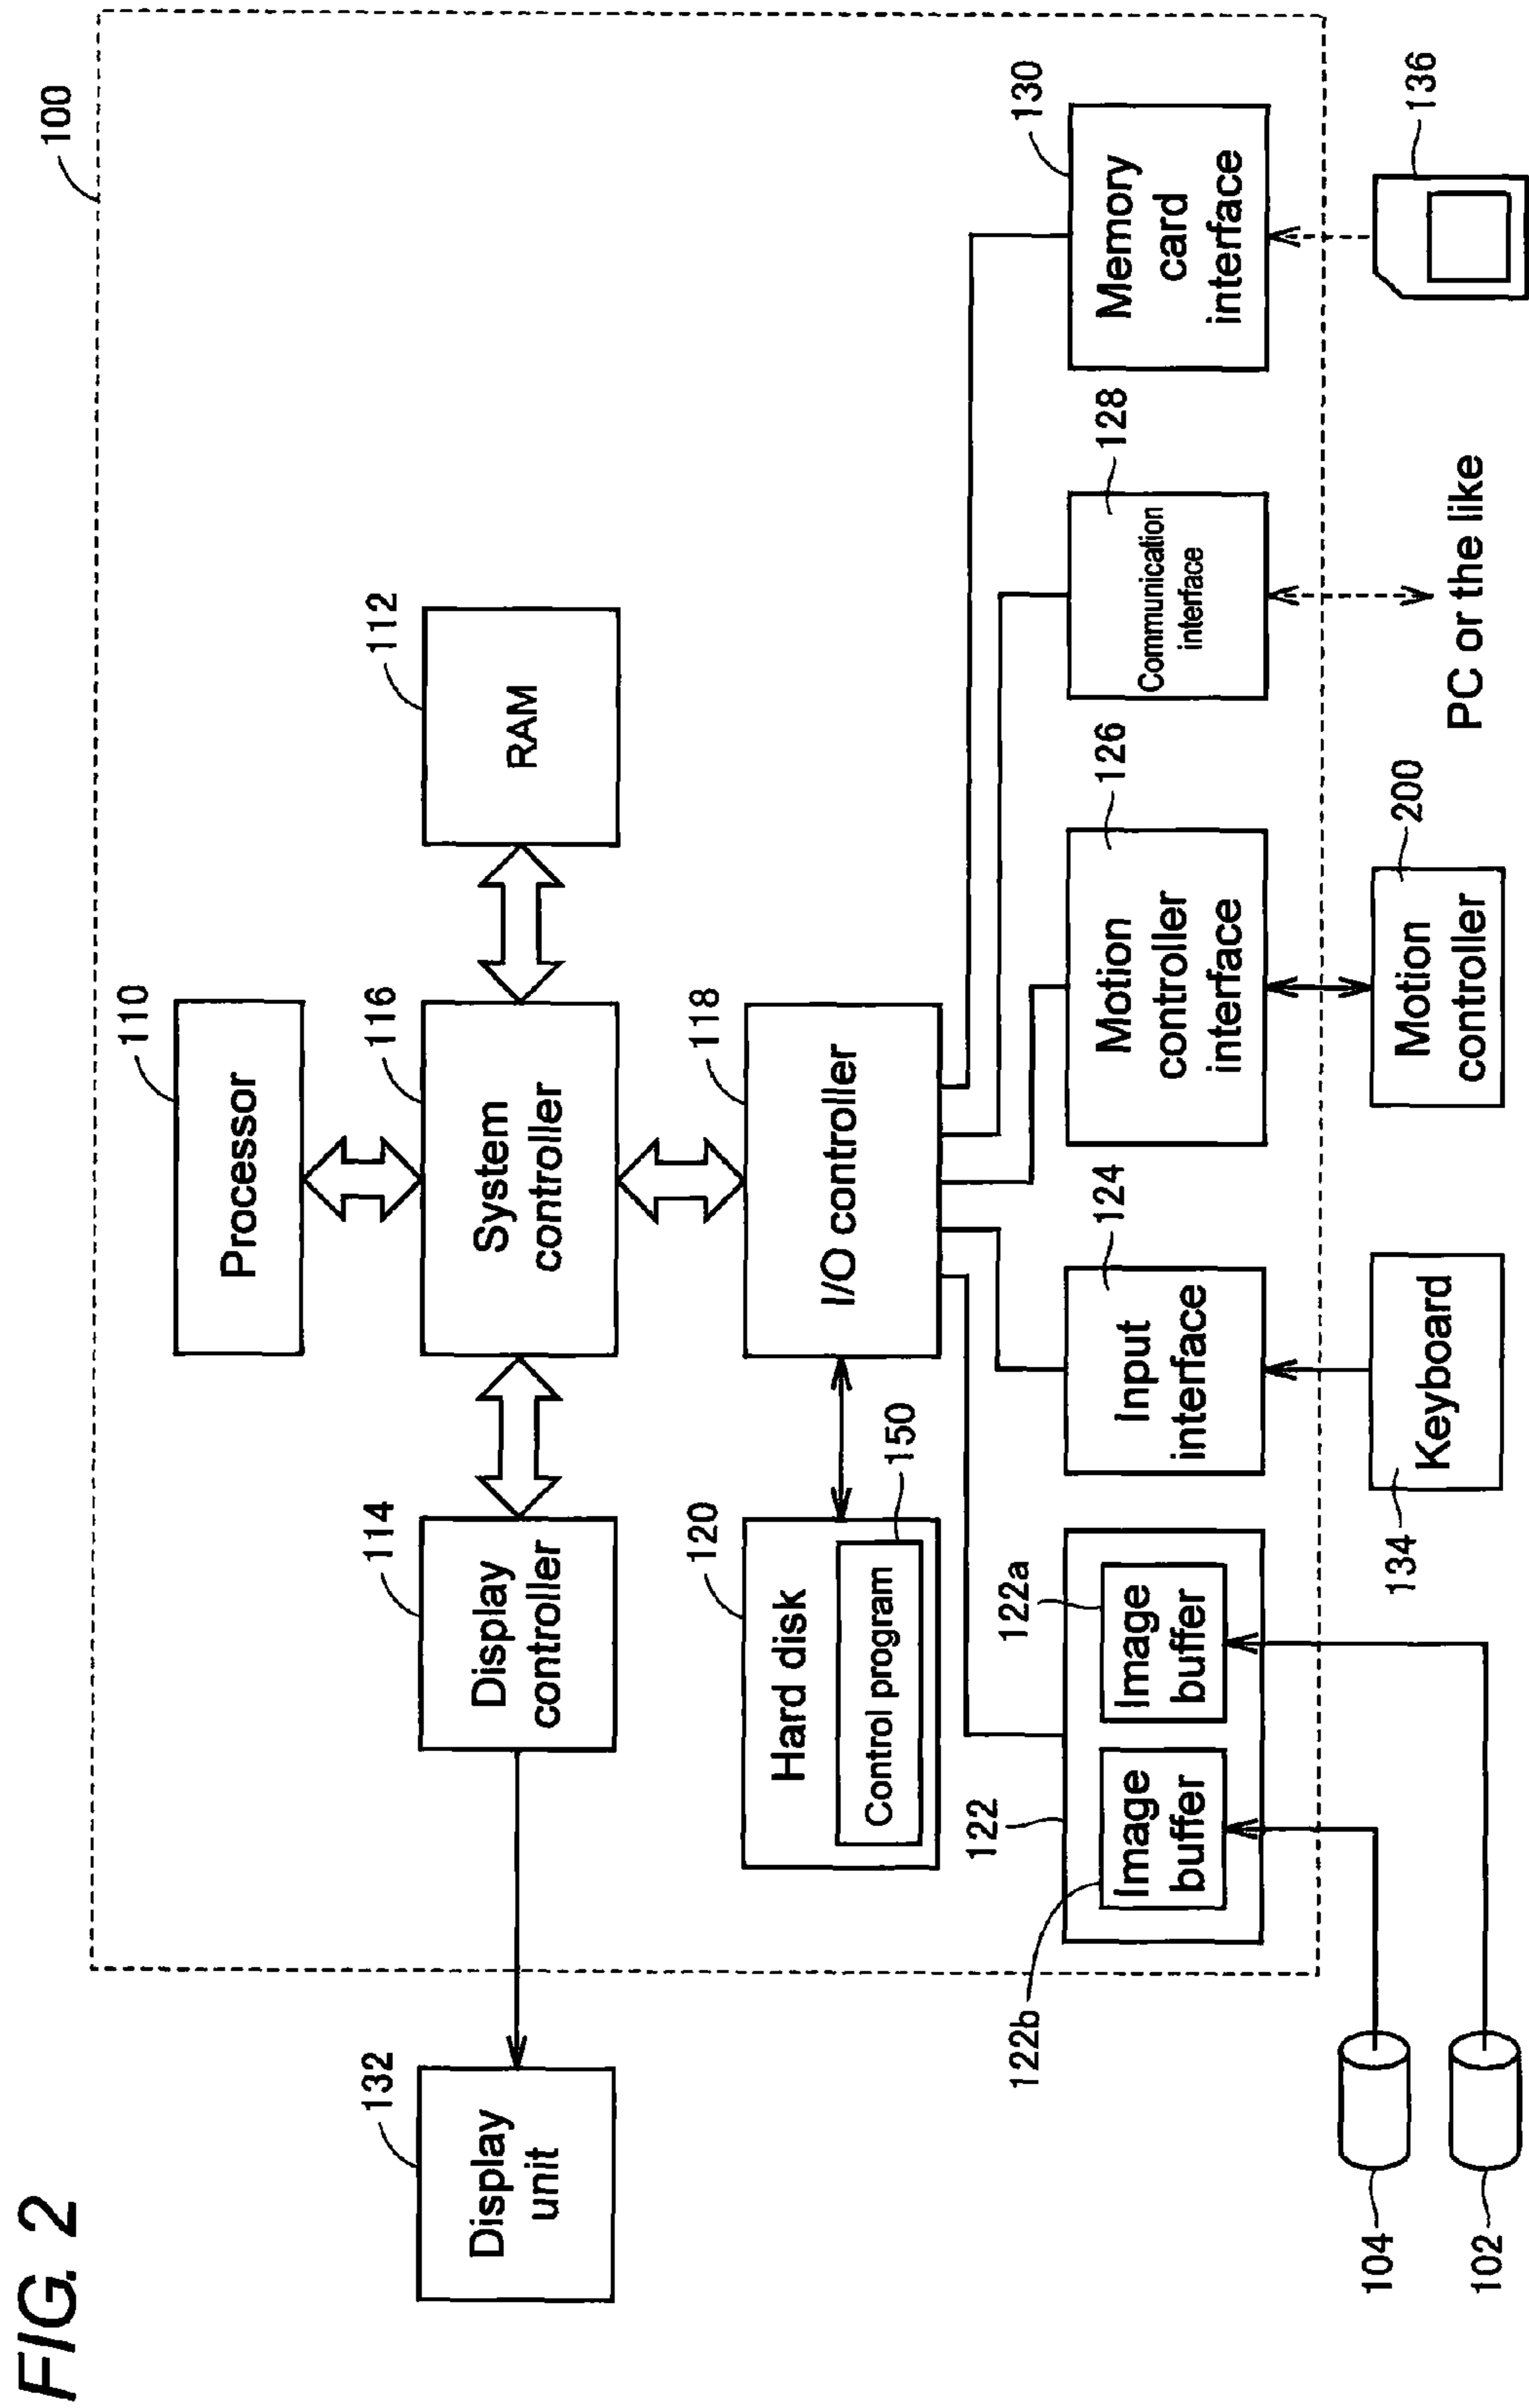 FIG. 2
100
110
Processor
132
Display
unit
114
Display
controller
116
System
controller
112
RAM
120
Hard disk
150
Control program
118
I/O controller
122
122b
Image
buffer
122a
Image
buffer
124
Input
interface
126
Motion
controller
interface
128
Communication
interface
130
Memory
card
interface
104
102
134
Keyboard
200
Motion
controller
PC or the like
136